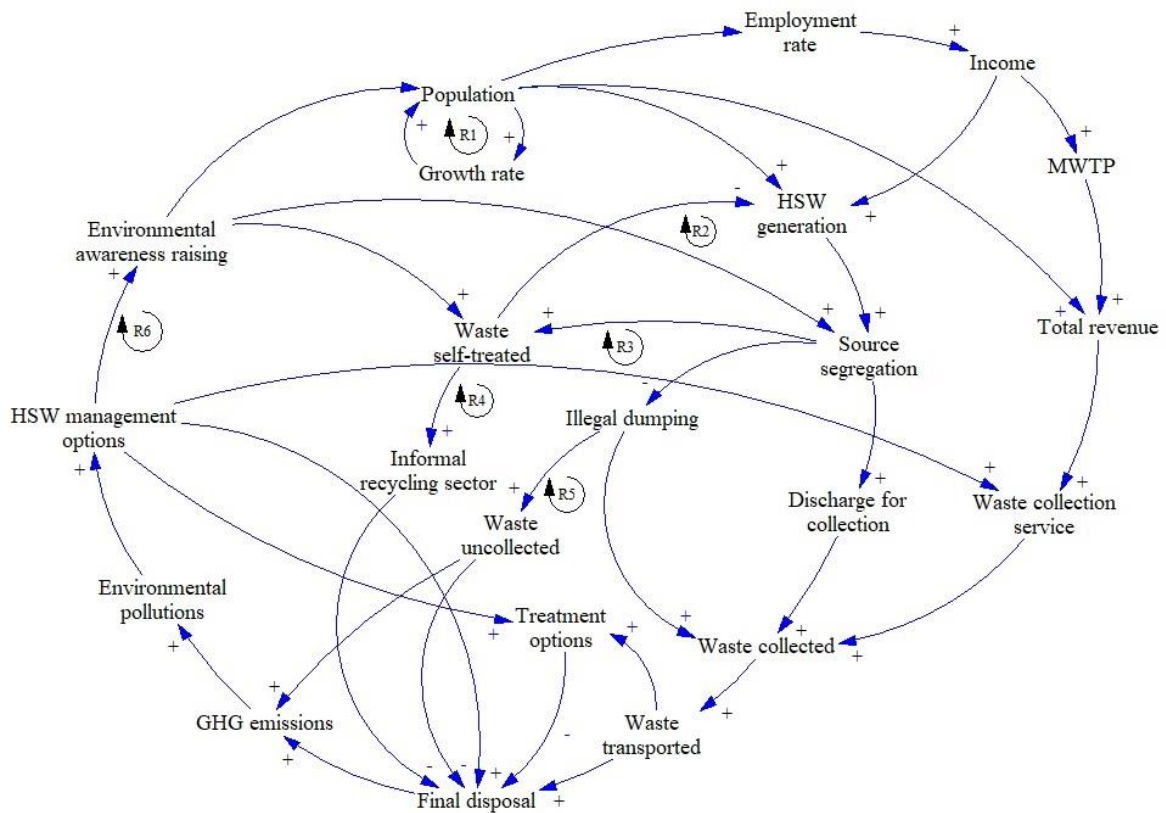 Employment
rate
+
Income
Population
+
R1
+
Growth rate
+
MWTP
+
-
HSW
generation
+
R2
Environmental
awareness raising
+
R6
+
Waste
self-treated
+
R3
+
+
Source
segregation
+
+
Total revenue
R4
-
Illegal dumping
HSW management
options
+
+
Informal
recycling sector
+
R5
Waste
uncollected
+
Discharge for
collection
+
+
Waste collection
service
Environmental
pollutions
+
Treatment
options
+
+
+
Waste collected
+
+
+
GHG emissions
+
-
Waste
transported
+
-
-
+
Final disposal
+